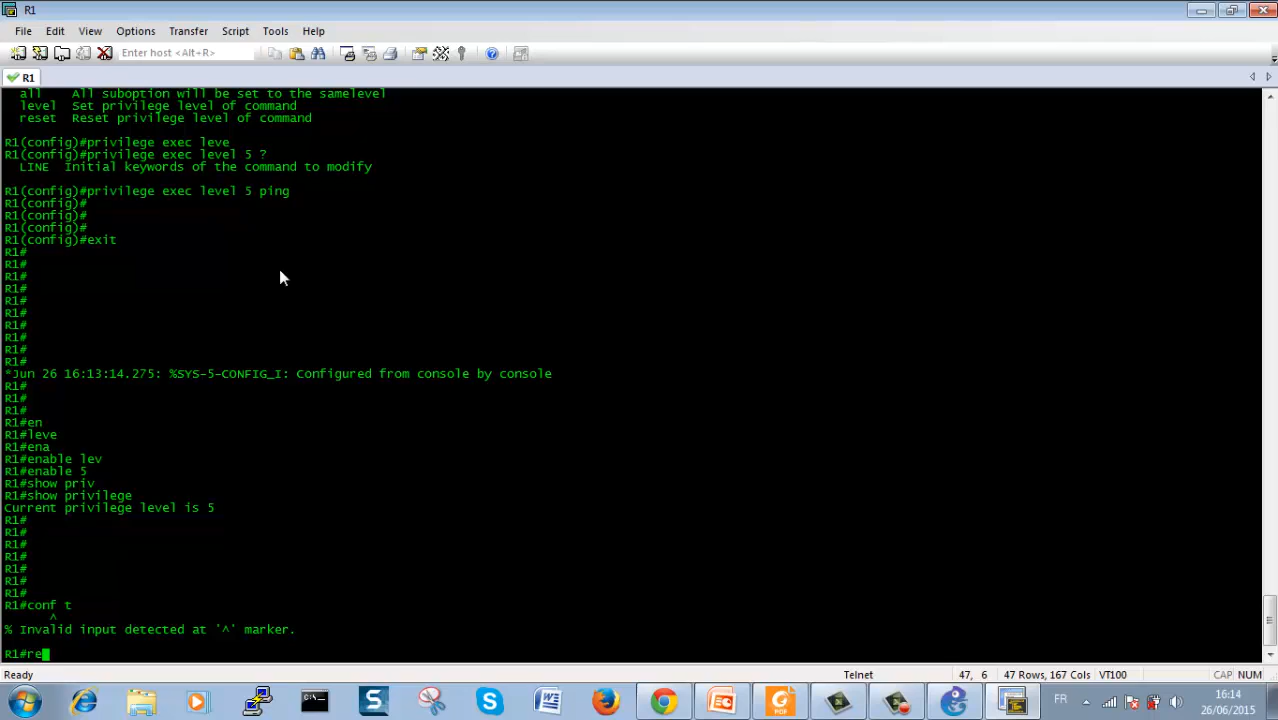 R1
File Edit View Options Transfer Script Tools Help
Enter host <Alt+R>
R1
all    All suboption will be set to the samelevel
level  Set privilege level of command
reset  Reset privilege level of command
R1(config)#privilege exec leve
R1(config)#privilege exec level 5 ?
LINE  Initial keywords of the command to modify
R1(config)#privilege exec level 5 ping
R1(config)#
R1(config)#
R1(config)#
R1(config)#exit
R1#
R1#
R1#
R1#
R1#
R1#
R1#
R1#
R1#
R1#
*Jun 26 16:13:14.275: %SYS-5-CONFIG_I: Configured from console by console
R1#
R1#
R1#
R1#en
R1#leve
R1#ena
R1#enable lev
R1#enable 5
R1#show priv
R1#show privilege
Current privilege level is 5
R1#
R1#
R1#
R1#
R1#
R1#
R1#
R1#conf t
^
% Invalid input detected at '^' marker.
R1#re
Ready Telnet 47, 6 47 Rows, 167 Cols VT100 CAP NUM
FR 16:14
26/06/2015